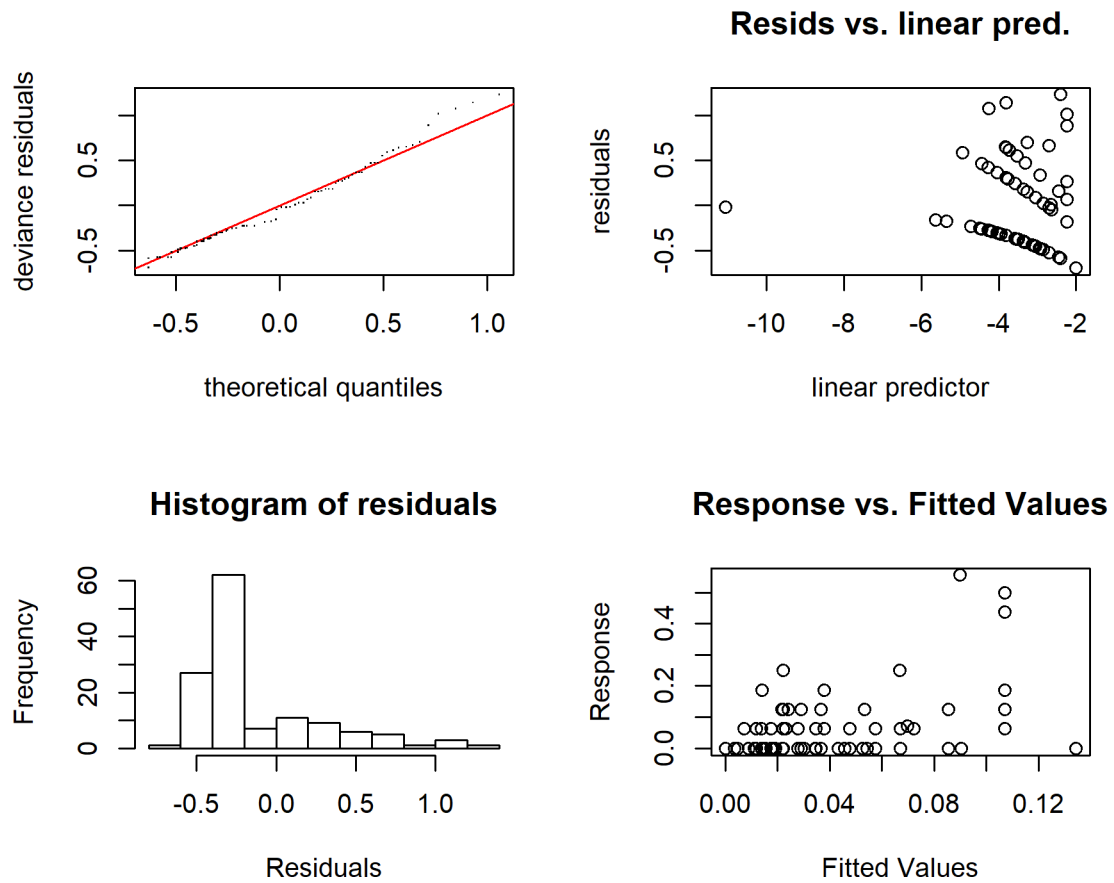 deviance residuals
0.5
-0.5
-0.5 0.0 0.5 1.0
theoretical quantiles
Resids vs. linear pred.
residuals
0.5
-0.5
-10 -8 -6 -4 -2
linear predictor
Histogram of residuals
Frequency
60
40
20
0
-0.5 0.0 0.5 1.0
Residuals
Response vs. Fitted Values
Response
0.4
0.2
0.0
0.00 0.04 0.08 0.12
Fitted Values